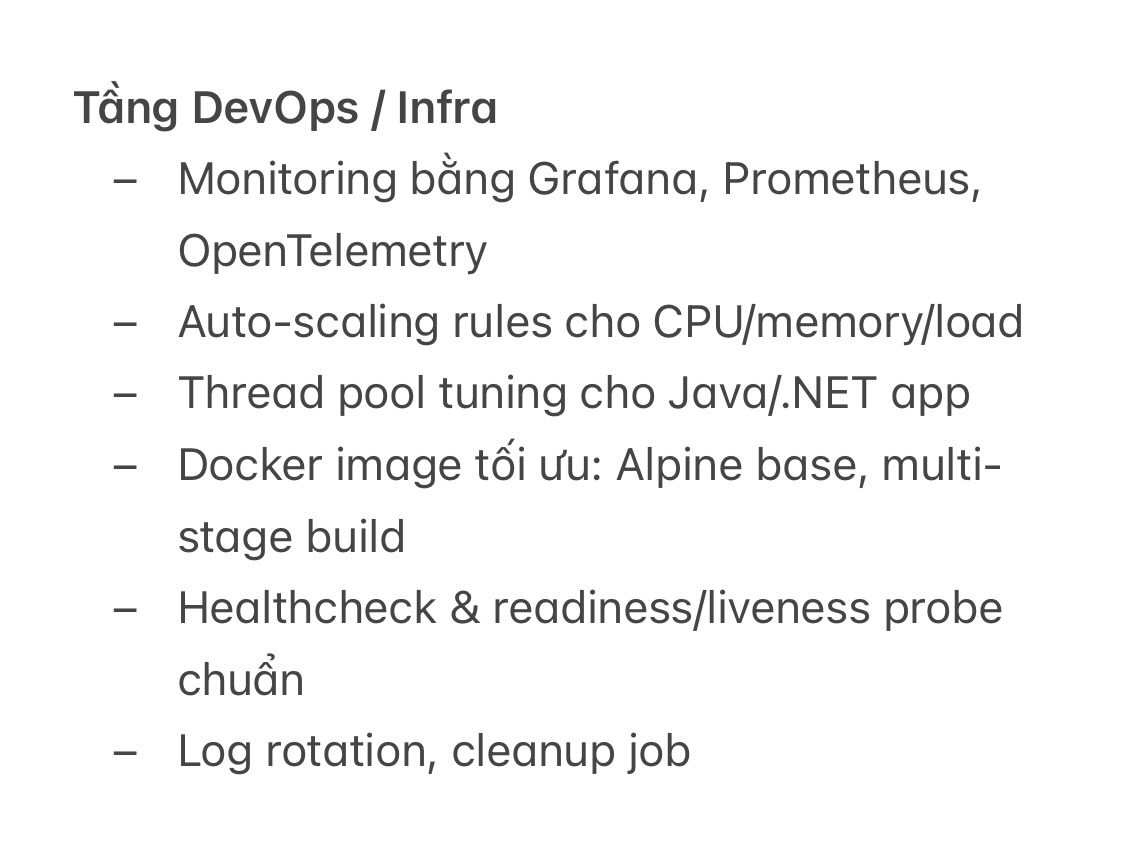 Tầng DevOps / Infra
– Monitoring bằng Grafana, Prometheus,
OpenTelemetry
– Auto-scaling rules cho CPU/memory/load
– Thread pool tuning cho Java/.NET app
– Docker image tối ưu: Alpine base, multi-
stage build
– Healthcheck & readiness/liveness probe
chuẩn
– Log rotation, cleanup job